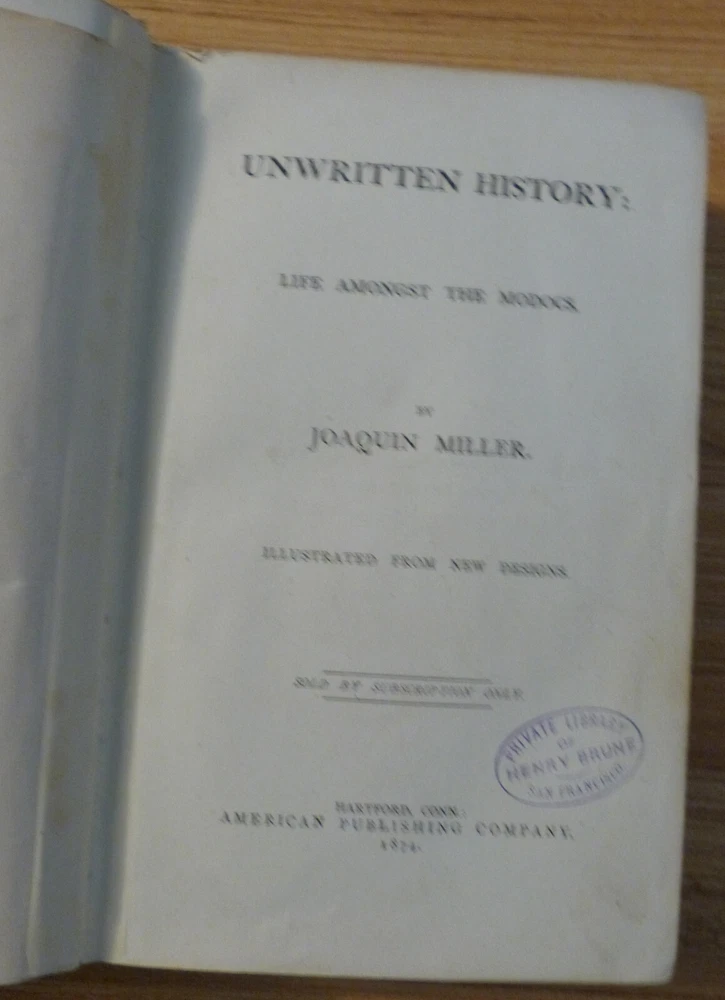 UNWRITTEN HISTORY:
LIFE AMONGST THE MODOCS.
BY
JOAQUIN MILLER.
ILLUSTRATED FROM NEW DESIGNS.
SOLD BY SUBSCRIPTION ONLY.
PRIVATE LIBRARY
OF
HENRY BRUNE
SAN FRANCISCO
HARTFORD, CONN.:
AMERICAN PUBLISHING COMPANY.
1874.